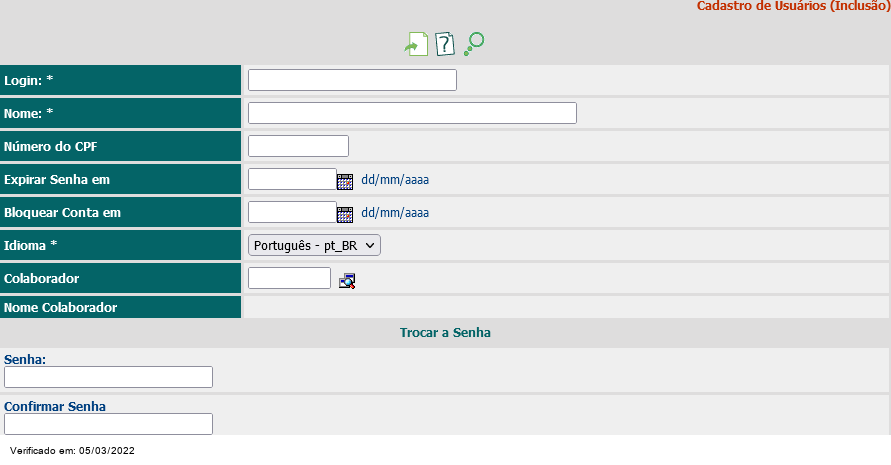 Cadastro de Usuários (Inclusão)
Login: *
Nome: *
Número do CPF
Expirar Senha em dd/mm/aaaa
Bloquear Conta em dd/mm/aaaa
Idioma * Português - pt_BR
Colaborador
Nome Colaborador
Trocar a Senha
Senha:
Confirmar Senha
Verificado em: 05/03/2022